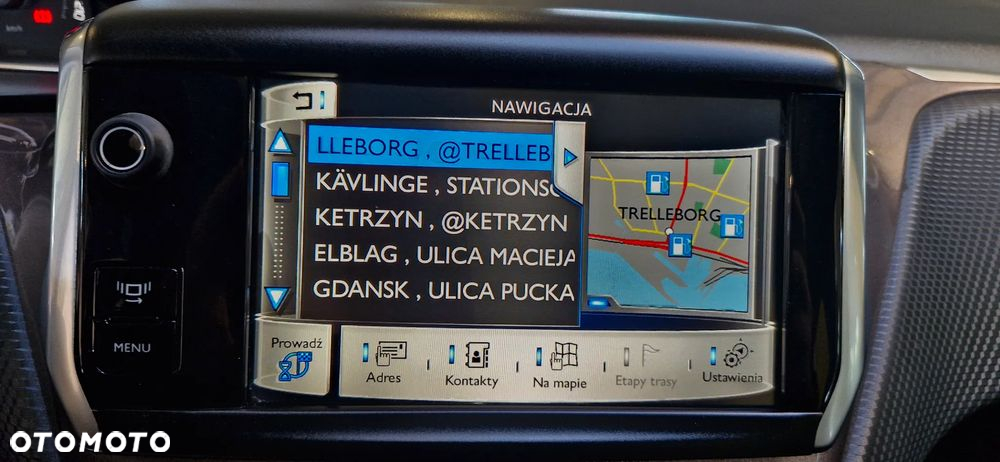 km/h
NAWIGACJA
LLEBORG , @TRELLEB
KÄVLINGE , STATIONSG
KETRZYN , @KETRZYN
ELBLAG , ULICA MACIEJA
GDANSK , ULICA PUCKA
TRELLEBORG
MENU
Prowadź
Adres
Kontakty
Na mapie
Etapy trasy
Ustawienia
OTOMOTO